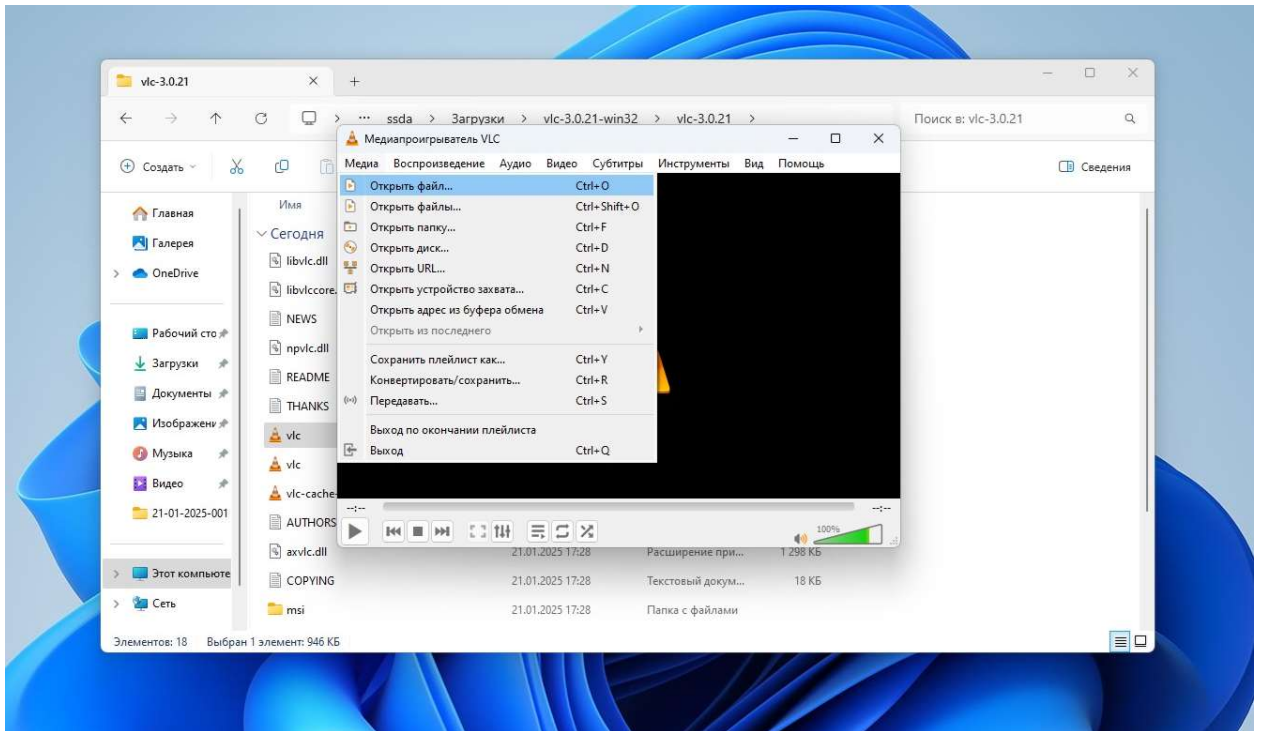 vlc-3.0.21
ssda > Загрузки > vlc-3.0.21-win32 > vlc-3.0.21 >
Поиск в: vlc-3.0.21
Создать
Сведения
Главная
Галерея
OneDrive
Рабочий сто
Загрузки
Документы
Изображени
Музыка
Видео
21-01-2025-001
Этот компьюте
Сеть
Имя
Сегодня
libvlc.dll
libvlccore.
NEWS
npvlc.dll
README
THANKS
vlc
vlc
vlc-cache-
AUTHORS
axvlc.dll 21.01.2025 17:28 Расширение при... 1 298 КБ
COPYING 21.01.2025 17:28 Текстовый докум... 18 КБ
msi 21.01.2025 17:28 Папка с файлами
Элементов: 18 Выбран 1 элемент: 946 КБ
Медиапроигрыватель VLC
Медиа Воспроизведение Аудио Видео Субтитры Инструменты Вид Помощь
Открыть файл... Ctrl+O
Открыть файлы... Ctrl+Shift+O
Открыть папку... Ctrl+F
Открыть диск... Ctrl+D
Открыть URL... Ctrl+N
Открыть устройство захвата... Ctrl+C
Открыть адрес из буфера обмена Ctrl+V
Открыть из последнего
Сохранить плейлист как... Ctrl+Y
Конвертировать/сохранить... Ctrl+R
Передавать... Ctrl+S
Выход по окончании плейлиста
Выход Ctrl+Q
--:-- --:--
100%